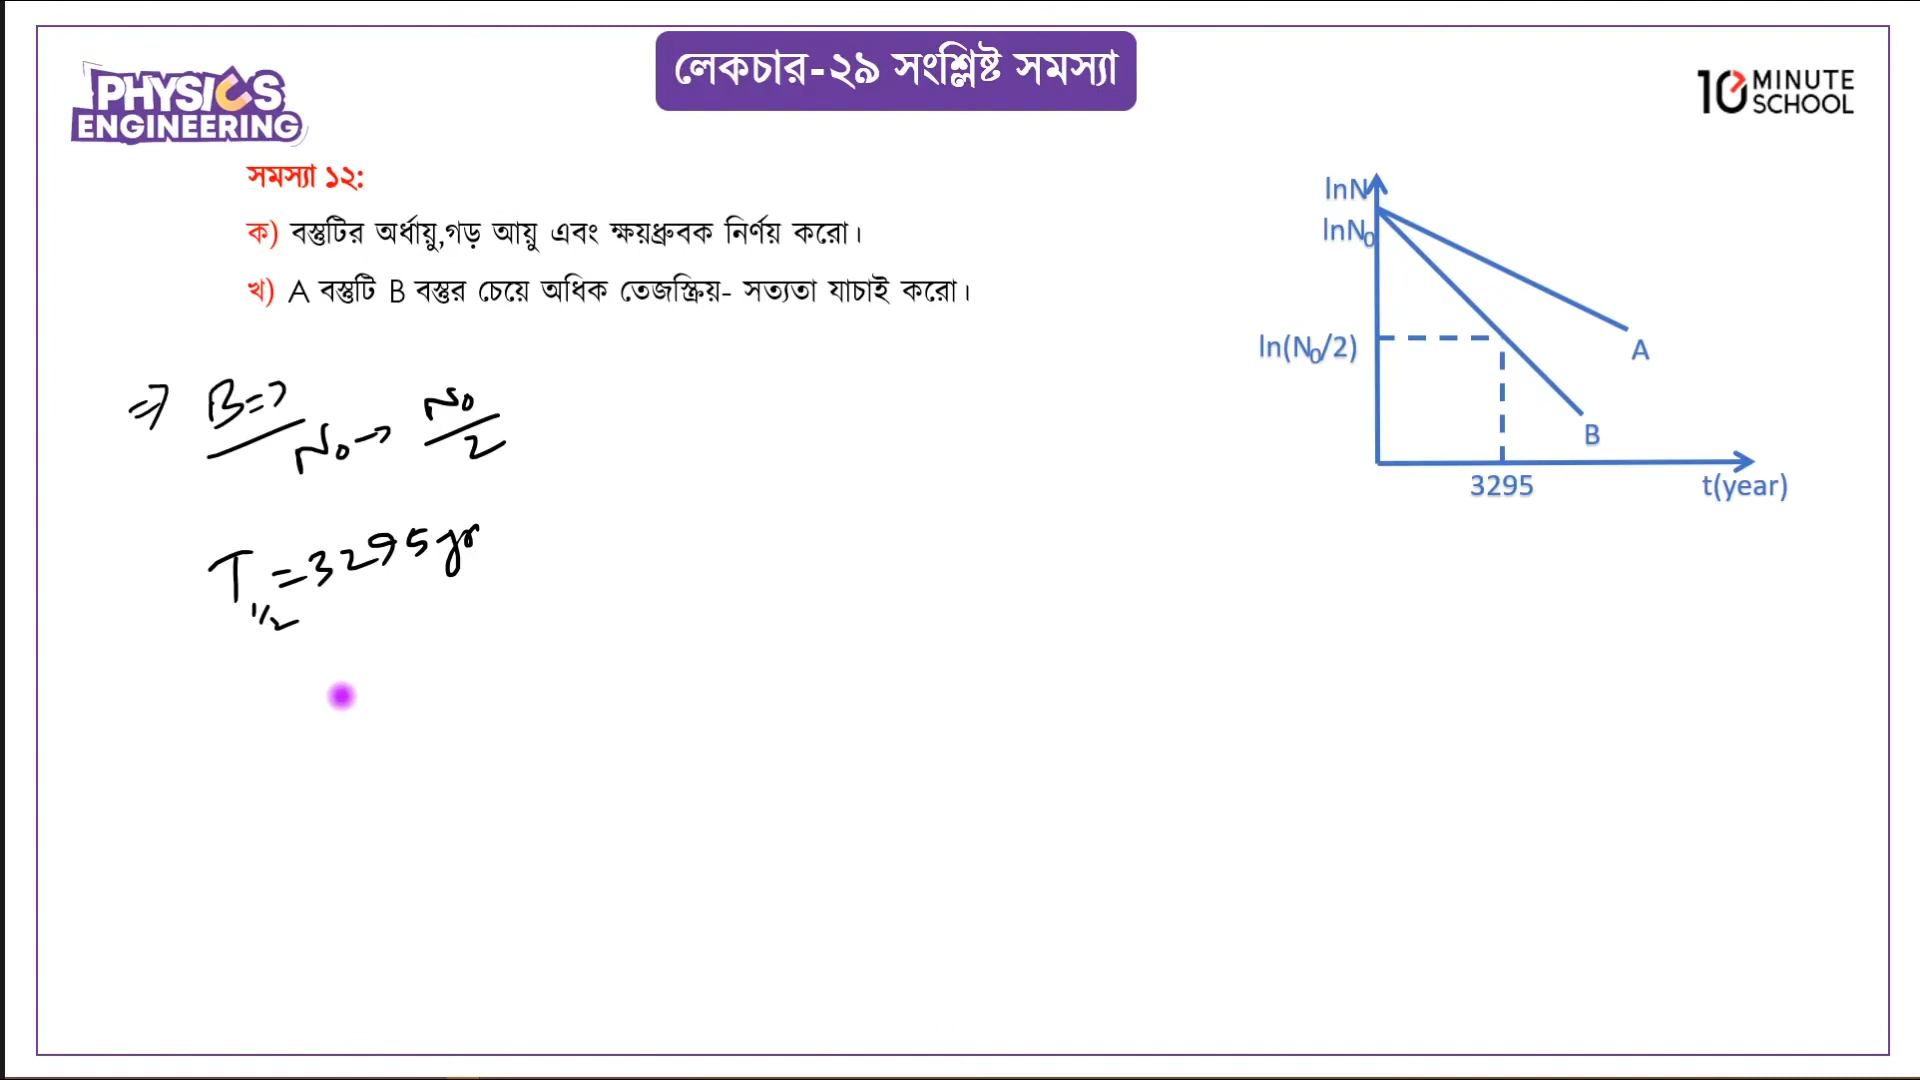 লেকচার-২৯ সংশ্লিষ্ট সমস্যা
PHYSICS
ENGINEERING
10 MINUTE
SCHOOL
সমস্যা ১২:
ক) বস্তুটির অর্ধায়ু,গড় আয়ু এবং ক্ষয়ধ্রুবক নির্ণয় করো।
খ) A বস্তুটি B বস্তুর চেয়ে অধিক তেজস্ক্রিয়- সত্যতা যাচাই করো।
lnN
lnN₀
ln(N₀/2)
A
B
3295
t(year)
⇒ B⇒
N₀ → N₀/2
T½ = 3295 yr